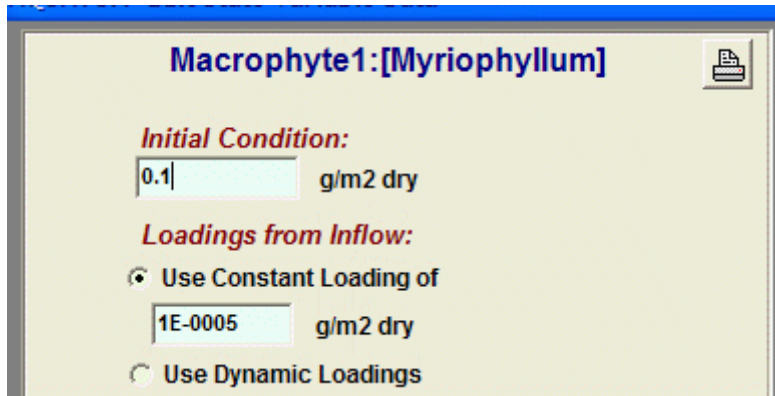 Macrophyte1:[Myriophyllum]
Initial Condition:
0.1 g/m2 dry
Loadings from Inflow:
Use Constant Loading of
1E-0005 g/m2 dry
Use Dynamic Loadings